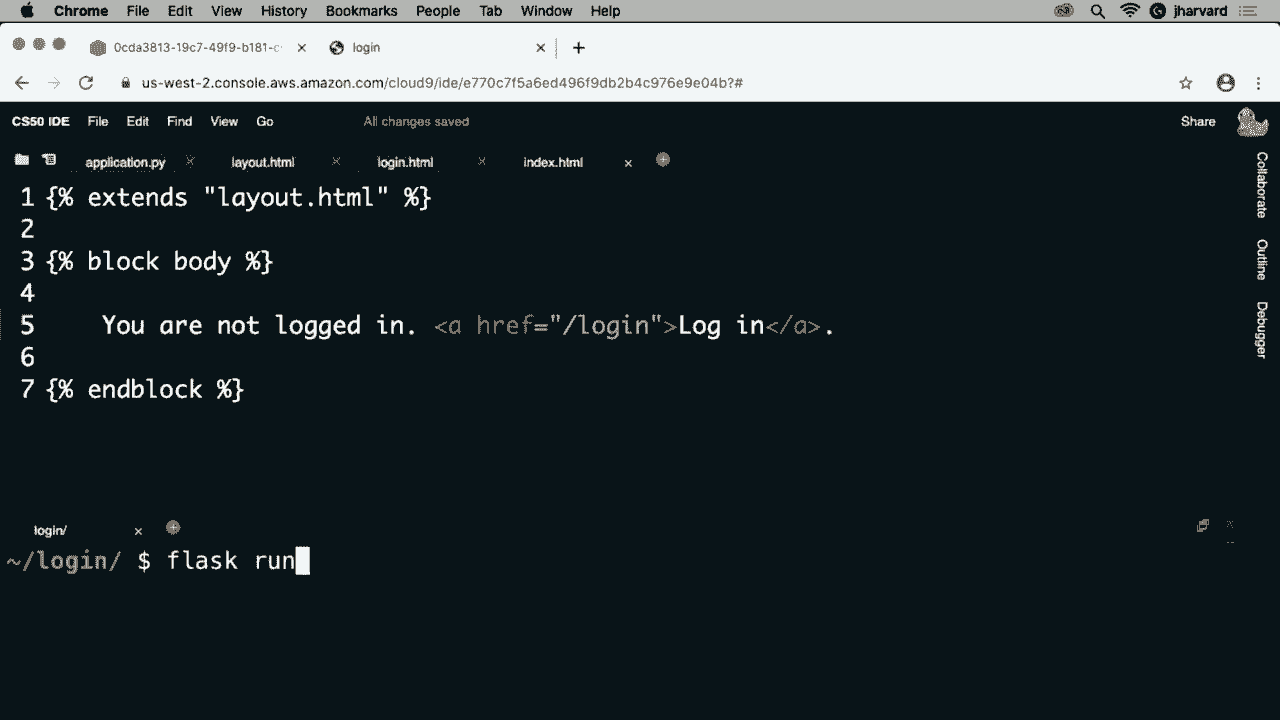 Chrome File Edit View History Bookmarks People Tab Window Help jharvard
0cda3813-19c7-49f9-b181-c login
us-west-2.console.aws.amazon.com/cloud9/ide/e770c7f5a6ed496f9db2b4c976e9e04b?#
CS50 IDE File Edit Find View Go All changes saved Share
application.py layout.html login.html index.html
1 {% extends "layout.html" %}
2
3 {% block body %}
4
5 You are not logged in. <a href="/login">Log in</a>.
6
7 {% endblock %}
Collaborate
Outline
Debugger
login/
~/login/ $ flask run